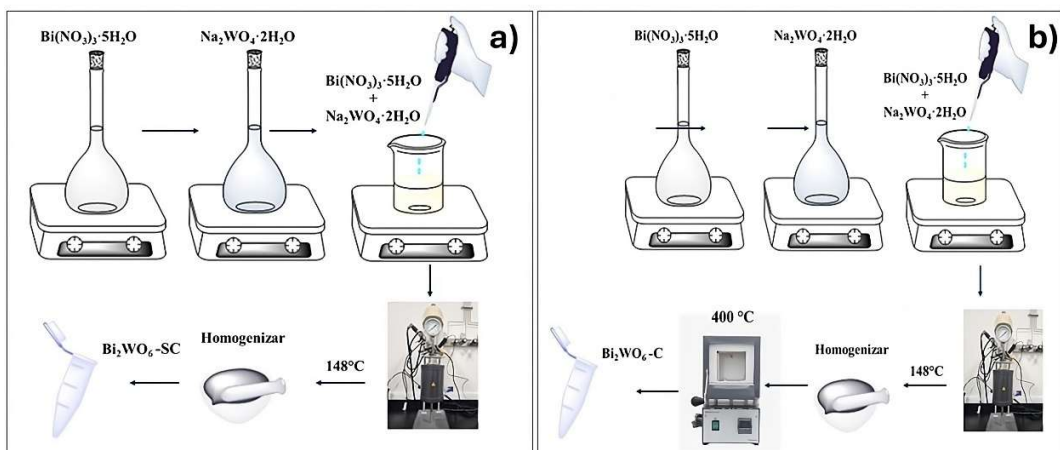 a)
Bi(NO₃)₃·5H₂O
Na₂WO₄·2H₂O
Bi(NO₃)₃·5H₂O
+
Na₂WO₄·2H₂O
148°C
Homogenizar
Bi₂WO₆-SC
b)
Bi(NO₃)₃·5H₂O
Na₂WO₄·2H₂O
Bi(NO₃)₃·5H₂O
+
Na₂WO₄·2H₂O
148°C
Homogenizar
400 °C
Bi₂WO₆-C